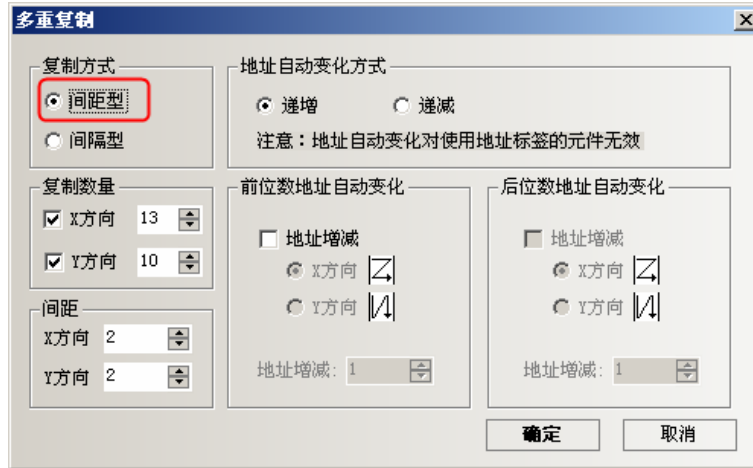 多重复制
复制方式
间距型
间隔型
地址自动变化方式
递增
递减
注意：地址自动变化对使用地址标签的元件无效
复制数量
X方向 13
Y方向 10
间距
X方向 2
Y方向 2
前位数地址自动变化
地址增减
X方向
Y方向
地址增减: 1
后位数地址自动变化
地址增减
X方向
Y方向
地址增减: 1
确定
取消